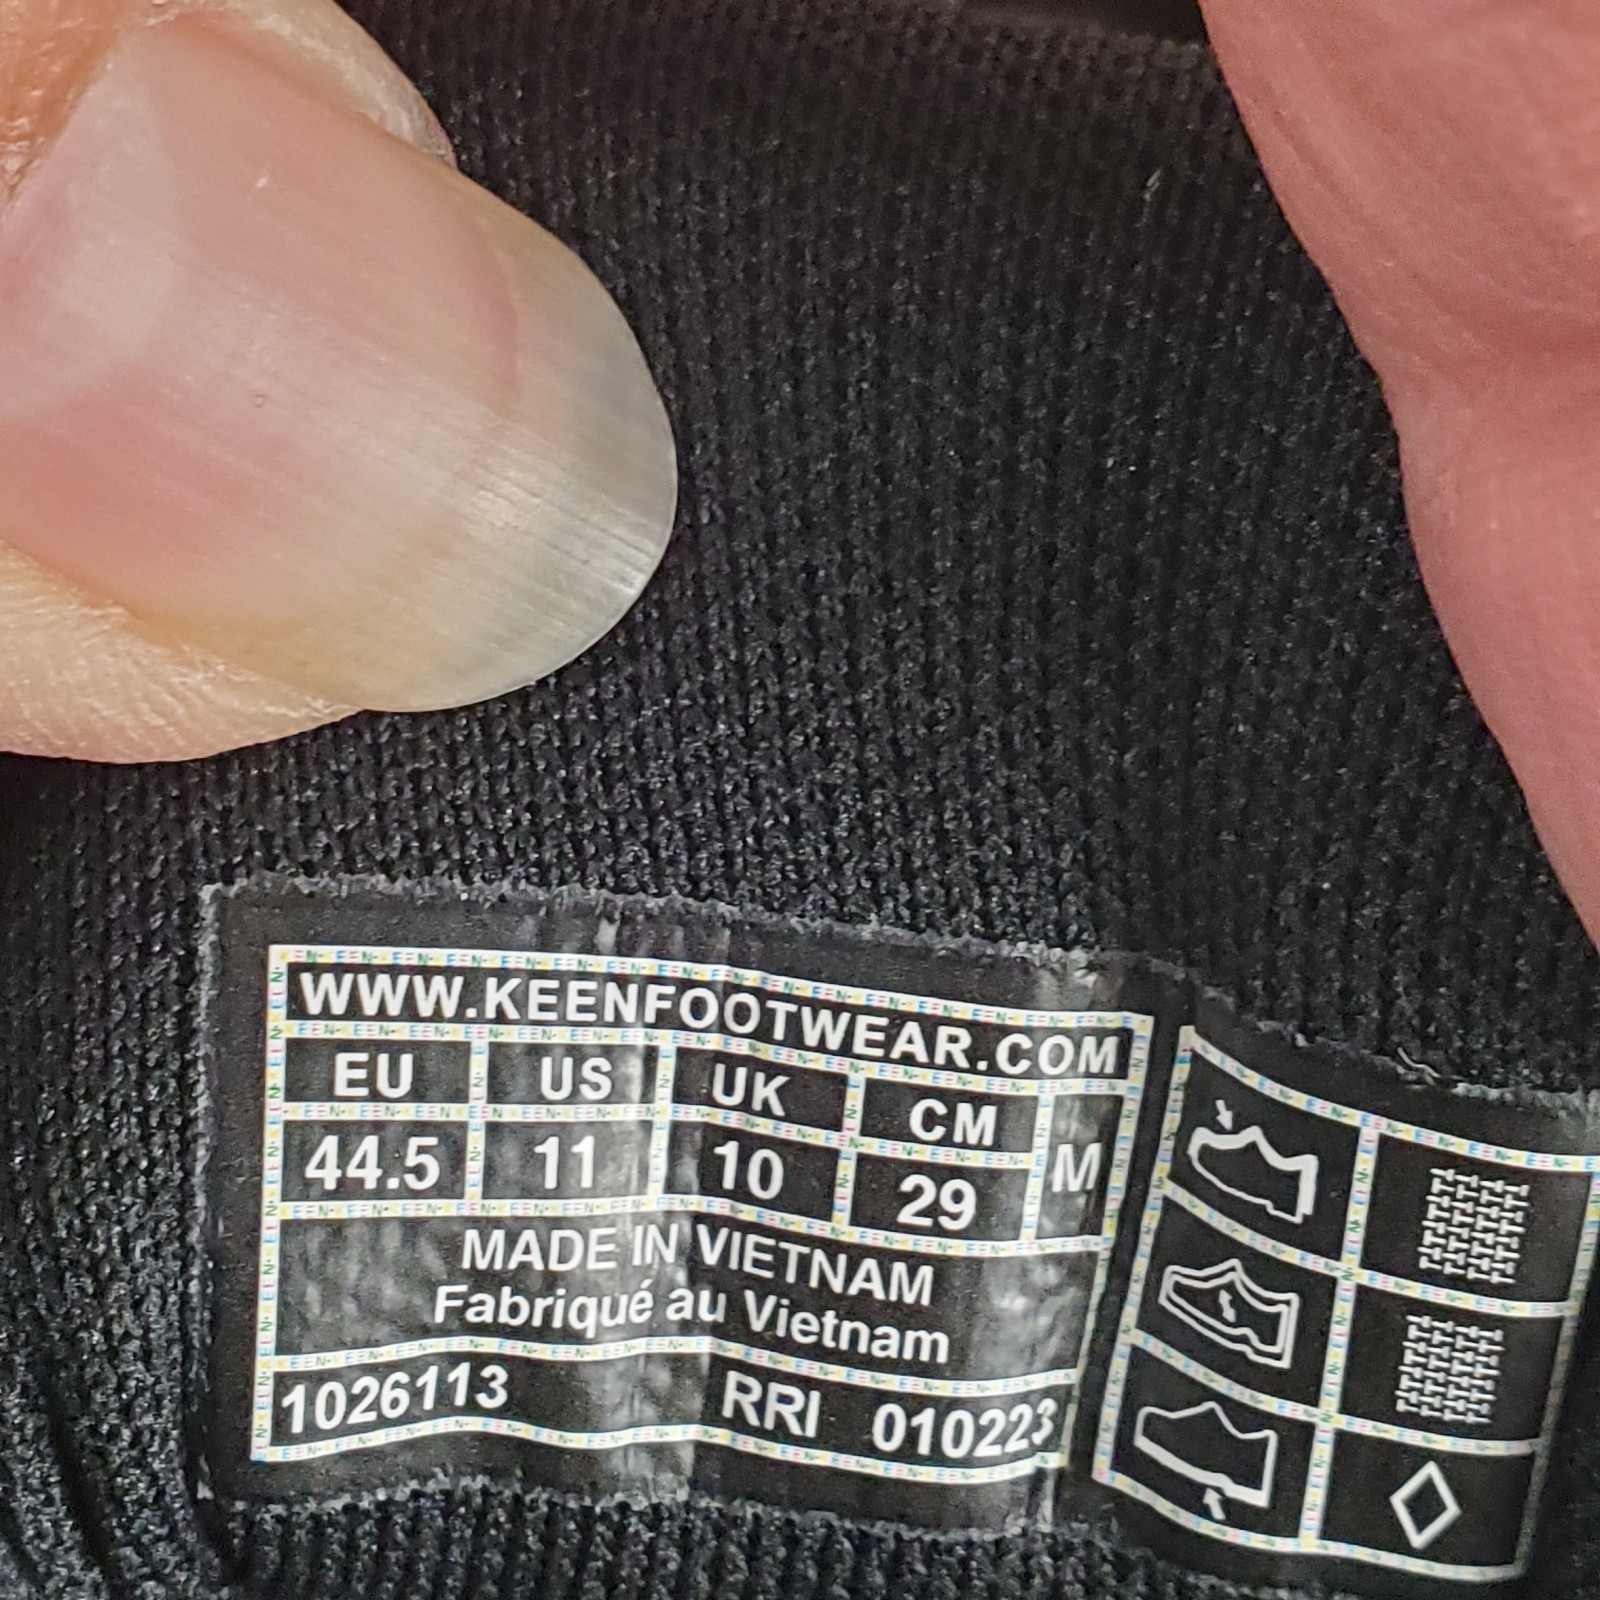 WWW.KEENFOOTWEAR.COM
EU US UK CM M
44.5 11 10 29
MADE IN VIETNAM
Fabriqué au Vietnam
1026113 RRI 010223